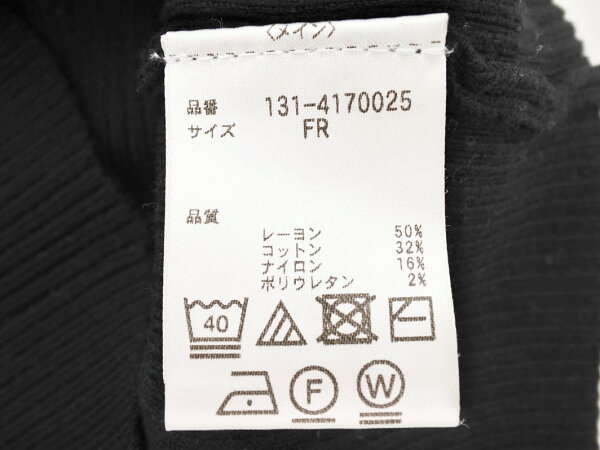 〈メイン〉
品番 131-4170025
サイズ FR
品質
レーヨン 50%
コットン 32%
ナイロン 16%
ポリウレタン 2%
40
F W